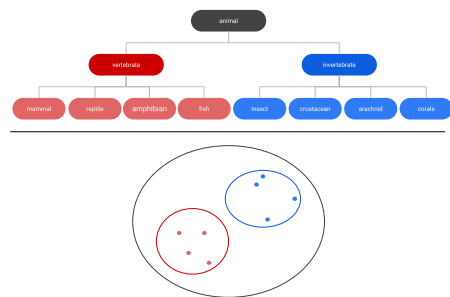 animal
vertebrate
invertebrate
mammal
reptile
amphibian
fish
insect
crustacean
arachnid
corals